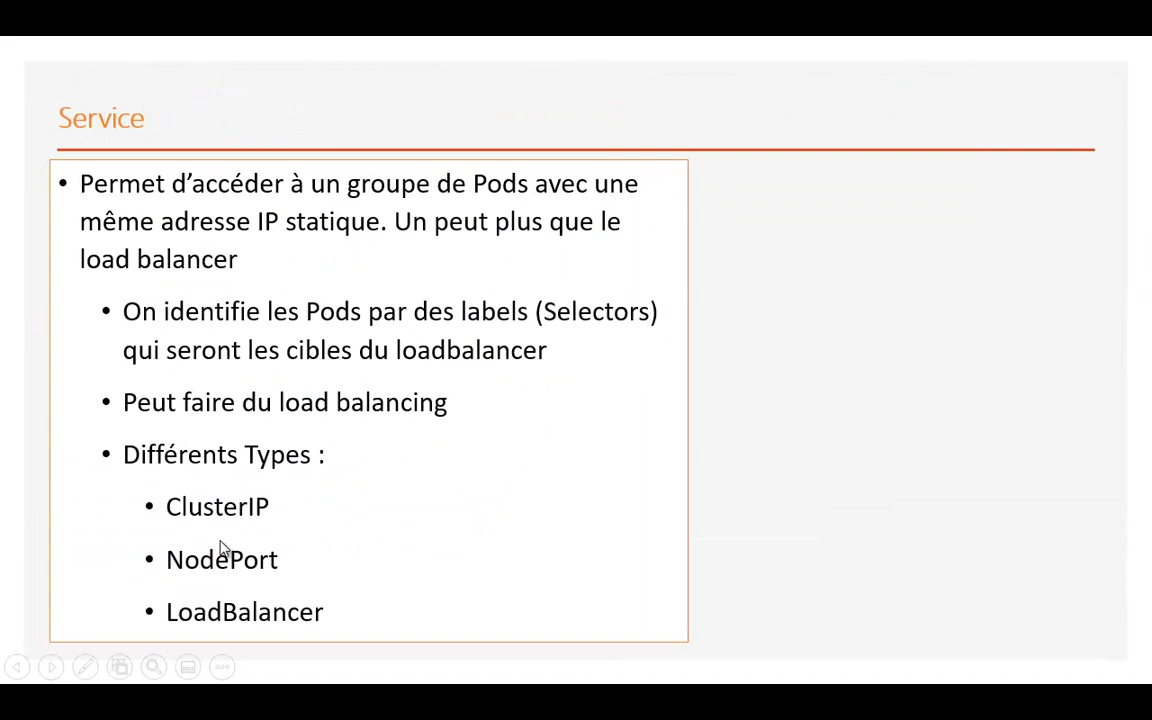 Service
• Permet d’accéder à un groupe de Pods avec une
même adresse IP statique. Un peut plus que le
load balancer
• On identifie les Pods par des labels (Selectors)
qui seront les cibles du loadbalancer
• Peut faire du load balancing
• Différents Types :
• ClusterIP
• NodePort
• LoadBalancer